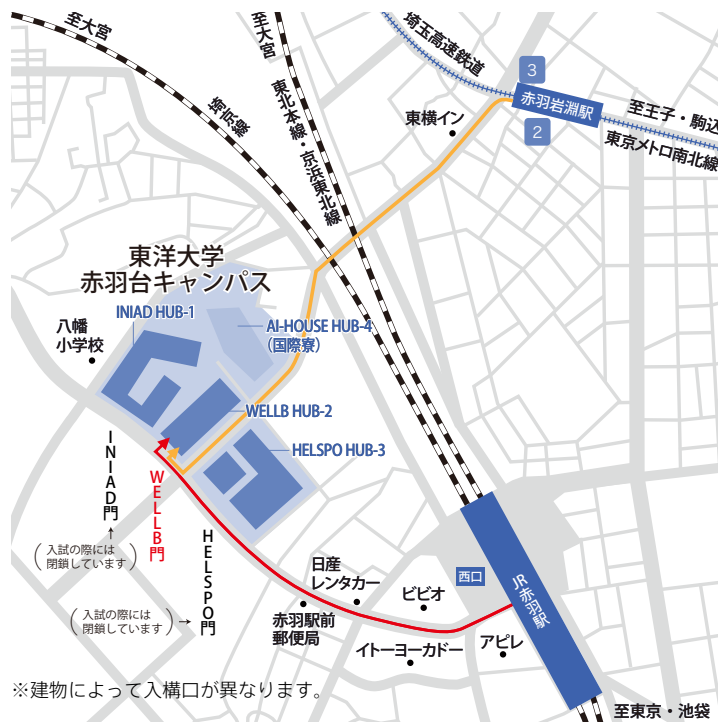 至大宮
至大宮
埼玉高速鉄道
3
赤羽岩淵駅
2
至王子・駒込
東京メトロ南北線
東横イン
埼京線
東北本線・京浜東北線
東洋大学
赤羽台キャンパス
INIAD HUB-1
AI-HOUSE HUB-4
（国際寮）
八幡
小学校
WELLB HUB-2
HELSPO HUB-3
INIAD門
WELLB門
HELSPO門
（入試の際には
閉鎖しています）→
（入試の際には
閉鎖しています）→
日産
レンタカー
ビビオ
西口
JR赤羽駅
赤羽駅前
郵便局
イトーヨーカドー
アピレ
※建物によって入構口が異なります。
至東京・池袋